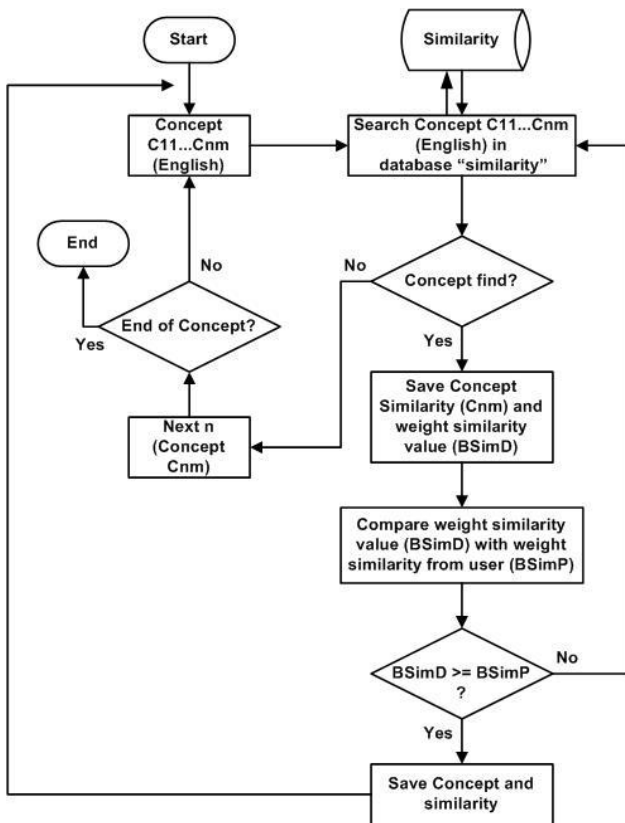 Start
Similarity
Concept
C11...Cnm
(English)
Search Concept C11...Cnm
(English) in
database “similarity”
End
No
No
Concept find?
End of Concept?
Yes
Yes
Save Concept
Similarity (Cnm) and
weight similarity
value (BSimD)
Next n
(Concept
Cnm)
Compare weight similarity
value (BSimD) with weight
similarity from user (BSimP)
No
BSimD >= BSimP
?
Yes
Save Concept and
similarity